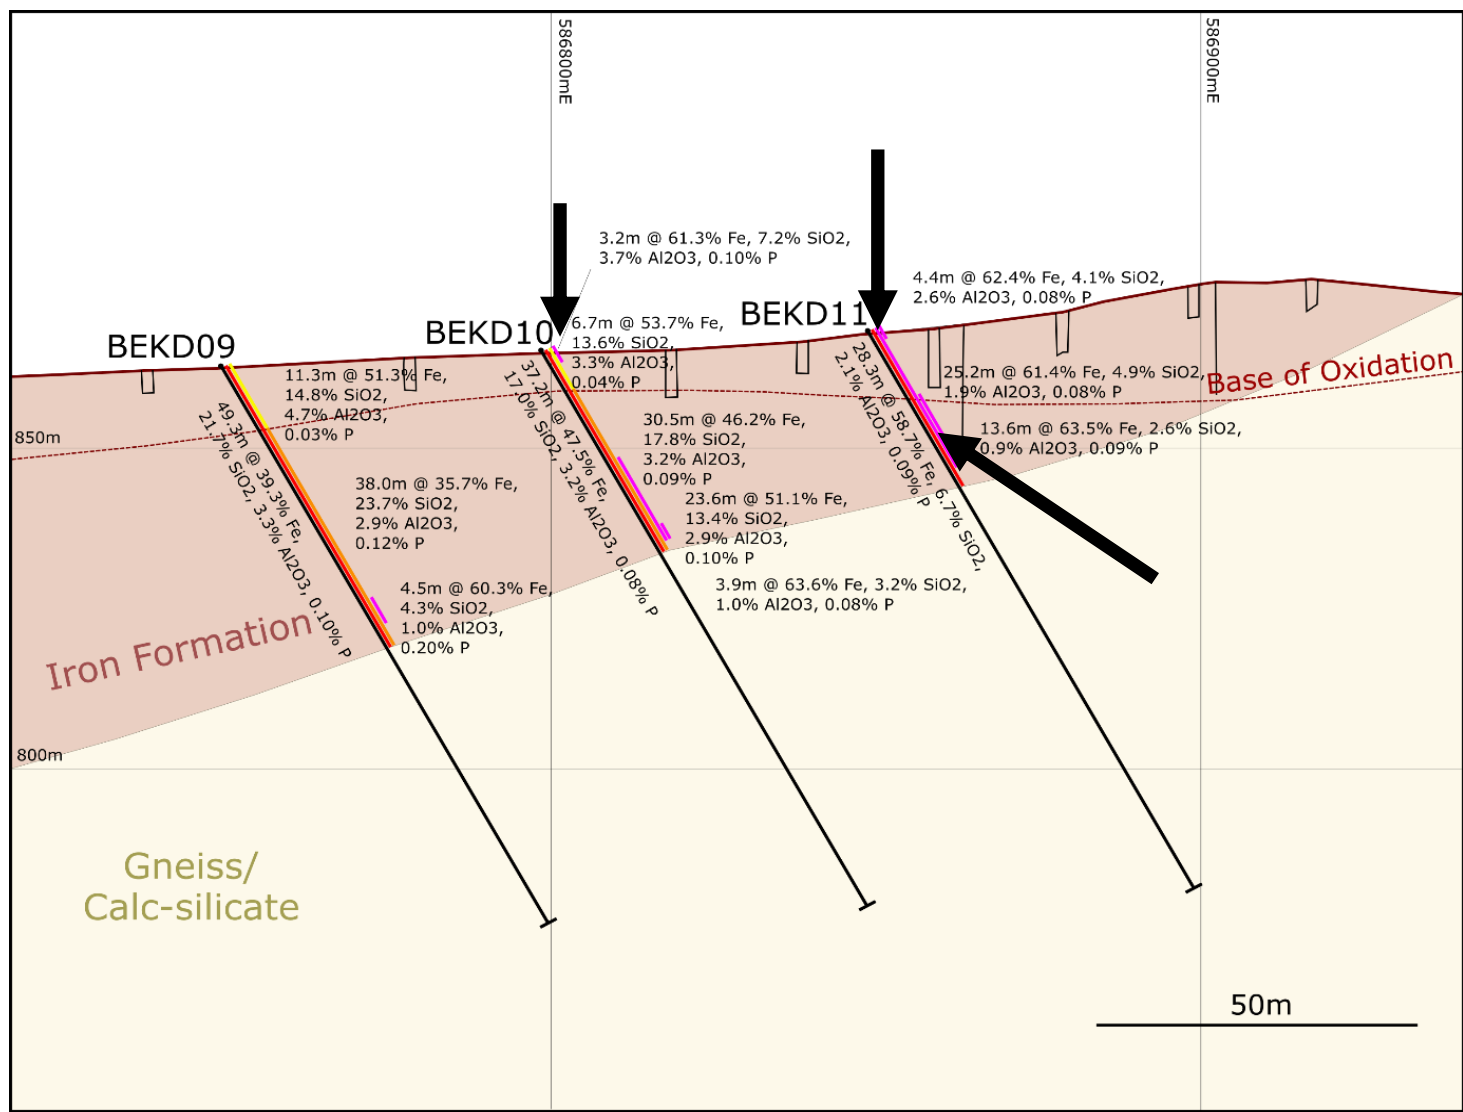 586800mE
586900mE
3.2m @ 61.3% Fe, 7.2% SiO2,
3.7% Al2O3, 0.10% P
4.4m @ 62.4% Fe, 4.1% SiO2,
2.6% Al2O3, 0.08% P
BEKD09
BEKD10
BEKD11
6.7m @ 53.7% Fe,
13.6% SiO2,
3.3% Al2O3,
0.04% P
11.3m @ 51.3% Fe,
14.8% SiO2,
4.7% Al2O3,
0.03% P
25.2m @ 61.4% Fe, 4.9% SiO2,
1.9% Al2O3, 0.08% P
Base of Oxidation
13.6m @ 63.5% Fe, 2.6% SiO2,
0.9% Al2O3, 0.09% P
30.5m @ 46.2% Fe,
17.8% SiO2,
3.2% Al2O3,
0.09% P
850m
49.3m @ 39.3% Fe,
21.7% SiO2, 3.3% Al2O3, 0.10% P
37.2m @ 47.5% Fe,
17.0% SiO2, 3.2% Al2O3, 0.08% P
28.3m @ 58.7% Fe, 6.7% SiO2,
2.1% Al2O3, 0.09% P
38.0m @ 35.7% Fe,
23.7% SiO2,
2.9% Al2O3,
0.12% P
23.6m @ 51.1% Fe,
13.4% SiO2,
2.9% Al2O3,
0.10% P
4.5m @ 60.3% Fe,
4.3% SiO2,
1.0% Al2O3,
0.20% P
3.9m @ 63.6% Fe, 3.2% SiO2,
1.0% Al2O3, 0.08% P
Iron Formation
800m
Gneiss/
Calc-silicate
50m